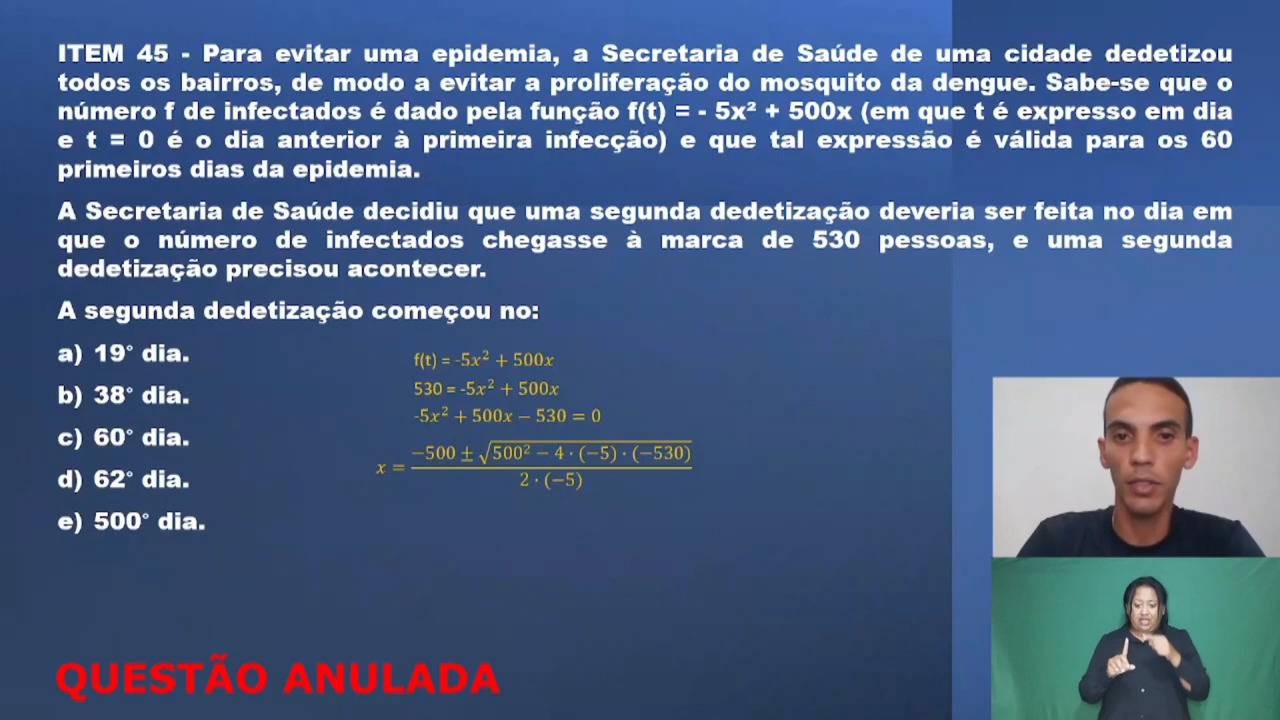 ITEM 45 - Para evitar uma epidemia, a Secretaria de Saúde de uma cidade dedetizou
todos os bairros, de modo a evitar a proliferação do mosquito da dengue. Sabe-se que o
número f de infectados é dado pela função f(t) = - 5x² + 500x (em que t é expresso em dia
e t = 0 é o dia anterior à primeira infecção) e que tal expressão é válida para os 60
primeiros dias da epidemia.
A Secretaria de Saúde decidiu que uma segunda dedetização deveria ser feita no dia em
que o número de infectados chegasse à marca de 530 pessoas, e uma segunda
dedetização precisou acontecer.
A segunda dedetização começou no:
a) 19° dia.
b) 38° dia.
c) 60° dia.
d) 62° dia.
e) 500° dia.
f(t) = -5x² + 500x
530 = -5x² + 500x
-5x² + 500x − 530 = 0
x = (−500 ± √(500² − 4 · (−5) · (−530))) / (2 · (−5))
QUESTÃO ANULADA